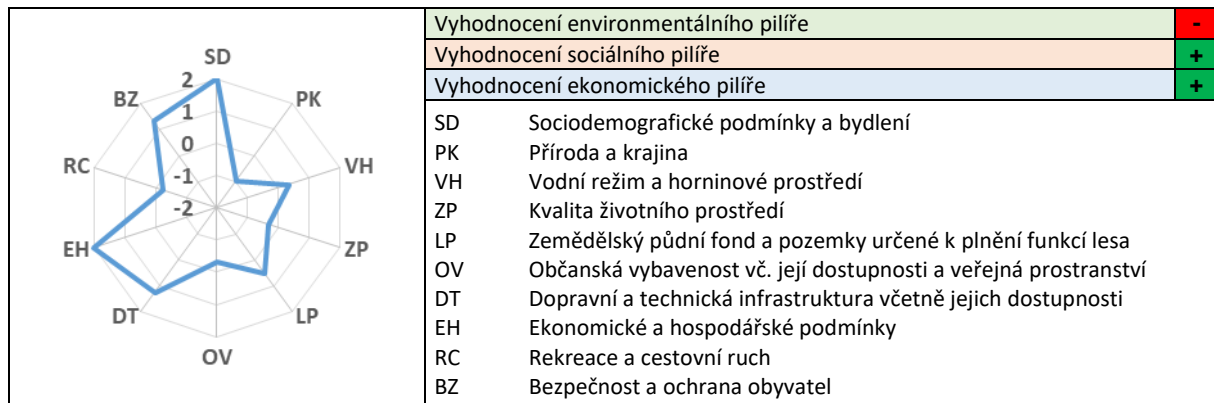 SD
PK
VH
ZP
LP
OV
DT
EH
RC
BZ
2
1
0
-1
-2
Vyhodnocení environmentálního pilíře -
Vyhodnocení sociálního pilíře +
Vyhodnocení ekonomického pilíře +
SD Sociodemografické podmínky a bydlení
PK Příroda a krajina
VH Vodní režim a horninové prostředí
ZP Kvalita životního prostředí
LP Zemědělský půdní fond a pozemky určené k plnění funkcí lesa
OV Občanská vybavenost vč. její dostupnosti a veřejná prostranství
DT Dopravní a technická infrastruktura včetně jejich dostupnosti
EH Ekonomické a hospodářské podmínky
RC Rekreace a cestovní ruch
BZ Bezpečnost a ochrana obyvatel